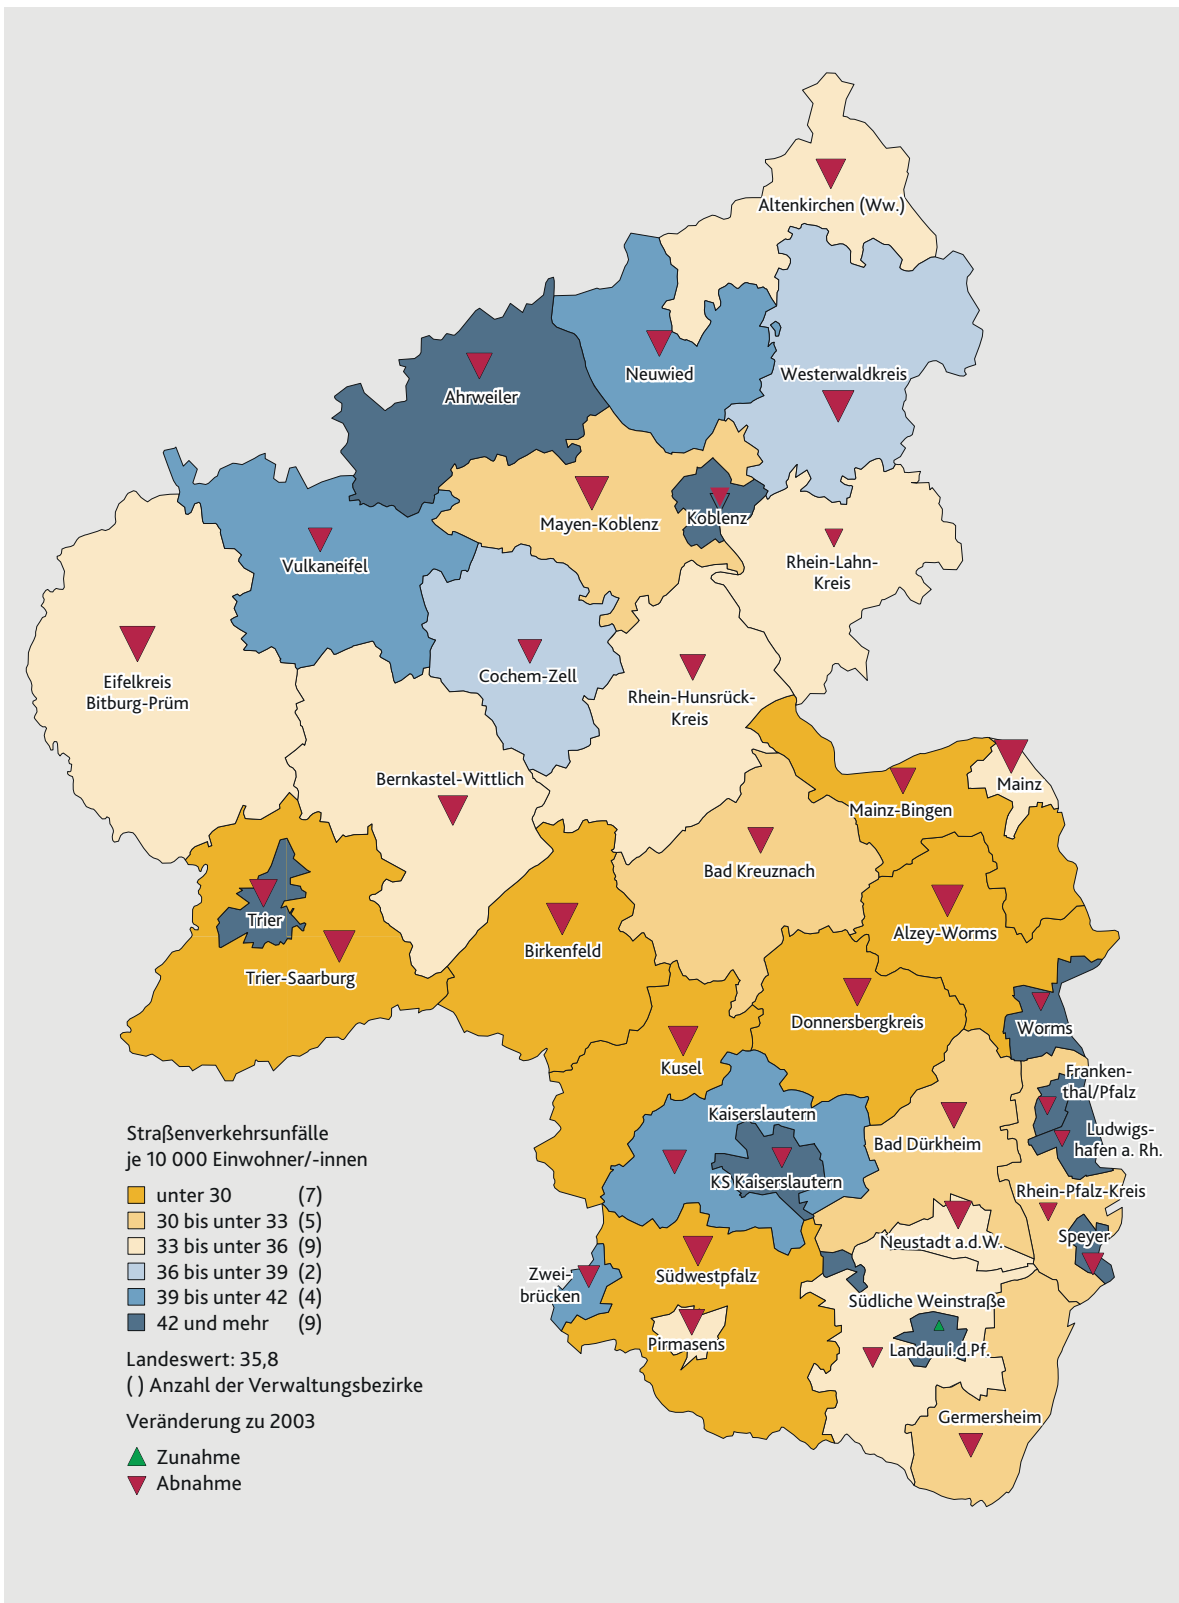 Altenkirchen (Ww.)
Neuwied
Westerwaldkreis
Ahrweiler
Mayen-Koblenz
Koblenz
Vulkaneifel
Rhein-Lahn-
Kreis
Eifelkreis
Bitburg-Prüm
Cochem-Zell
Rhein-Hunsrück-
Kreis
Bernkastel-Wittlich
Mainz
Mainz-Bingen
Bad Kreuznach
Trier
Trier-Saarburg
Birkenfeld
Alzey-Worms
Donnersbergkreis
Worms
Kusel
Franken-
thal/Pfalz
Kaiserslautern
Bad Dürkheim
Ludwigs-
hafen a. Rh.
KS Kaiserslautern
Rhein-Pfalz-Kreis
Neustadt a.d.W.
Speyer
Zwei-
brücken
Südwestpfalz
Südliche Weinstraße
Pirmasens
Landau i.d.Pf.
Germersheim
Straßenverkehrsunfälle
je 10 000 Einwohner/-innen
unter 30 (7)
30 bis unter 33 (5)
33 bis unter 36 (9)
36 bis unter 39 (2)
39 bis unter 42 (4)
42 und mehr (9)
Landeswert: 35,8
( ) Anzahl der Verwaltungsbezirke
Veränderung zu 2003
Zunahme
Abnahme